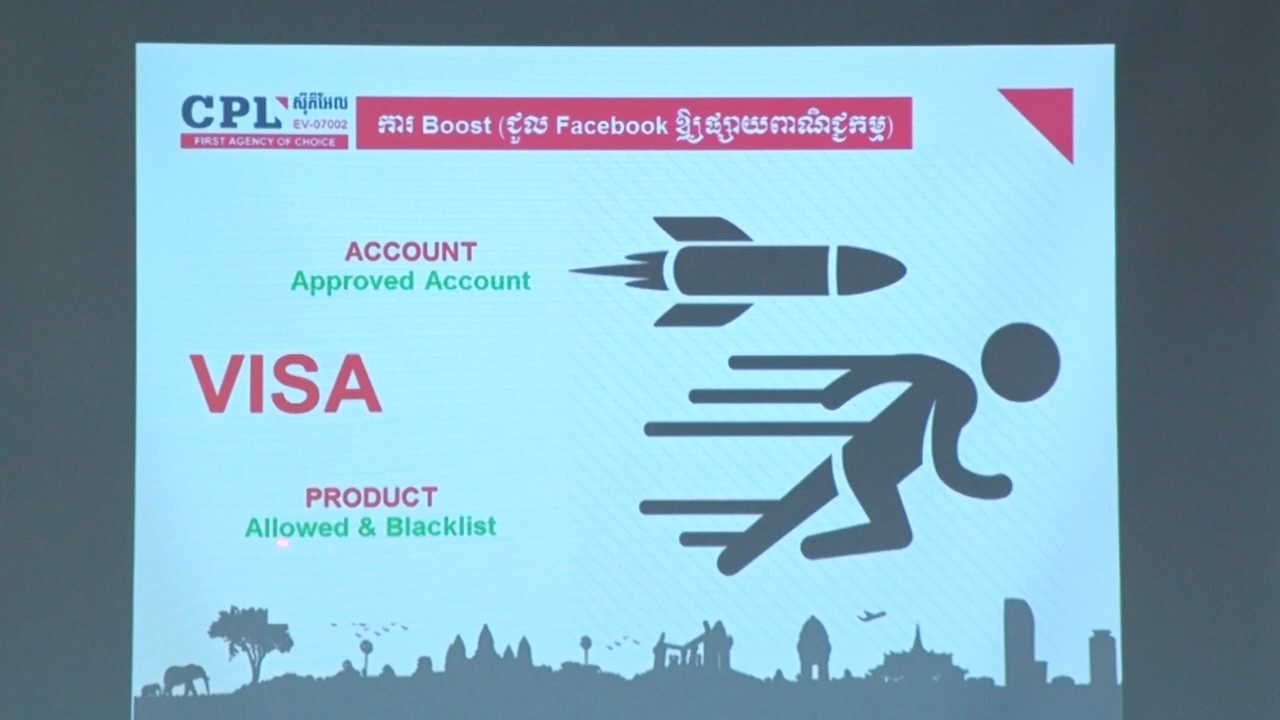 CPL ស៊ីភីអែល
EV-07002
FIRST AGENCY OF CHOICE
ការ Boost (ជួល Facebook ឱ្យផ្សាយពាណិជ្ជកម្ម)
ACCOUNT
Approved Account
VISA
PRODUCT
Allowed & Blacklist